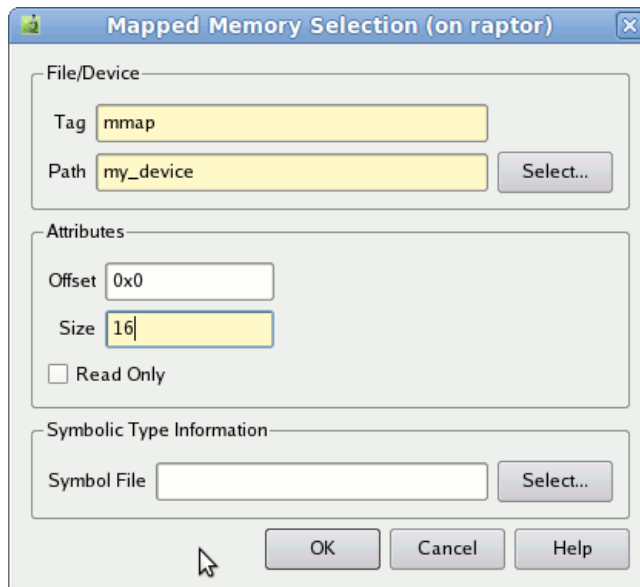 Mapped Memory Selection (on raptor)
File/Device
Tag mmap
Path my_device Select...
Attributes
Offset 0x0
Size 16
Read Only
Symbolic Type Information
Symbol File Select...
OK Cancel Help